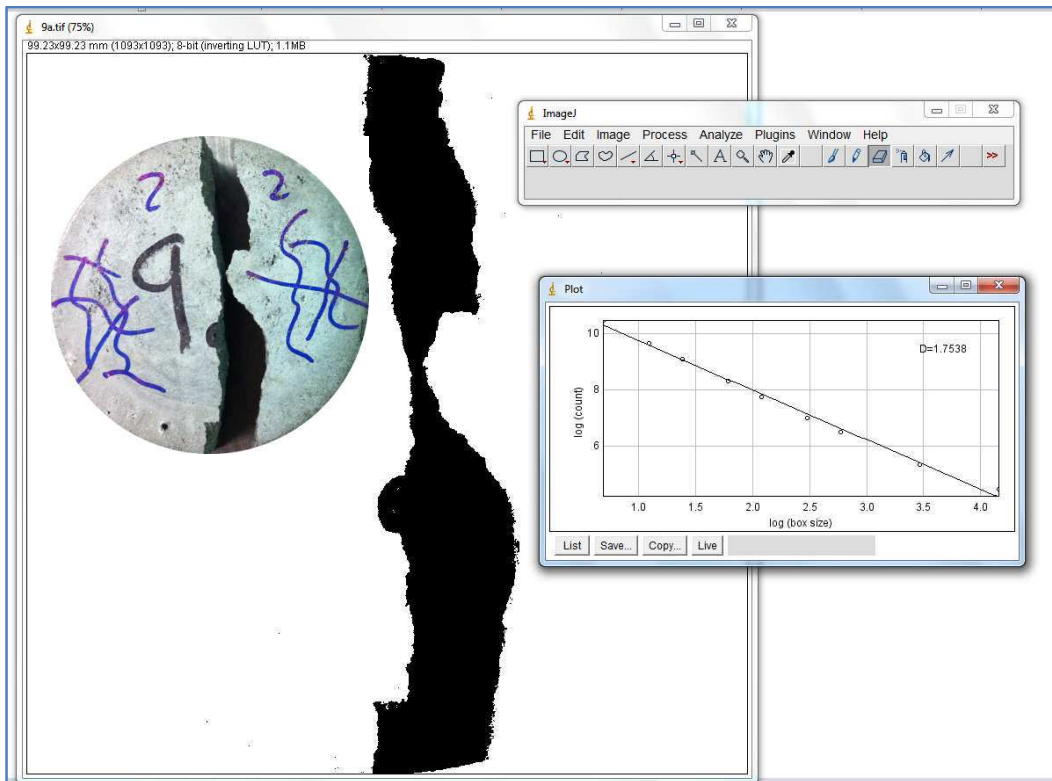 9a.tif (75%)
99.23x99.23 mm (1093x1093); 8-bit (inverting LUT); 1.1MB
2 2
9
ImageJ
File Edit Image Process Analyze Plugins Window Help
A >>
Plot
D=1.7538
10
8
6
log (count)
1.0 1.5 2.0 2.5 3.0 3.5 4.0
log (box size)
List Save... Copy... Live